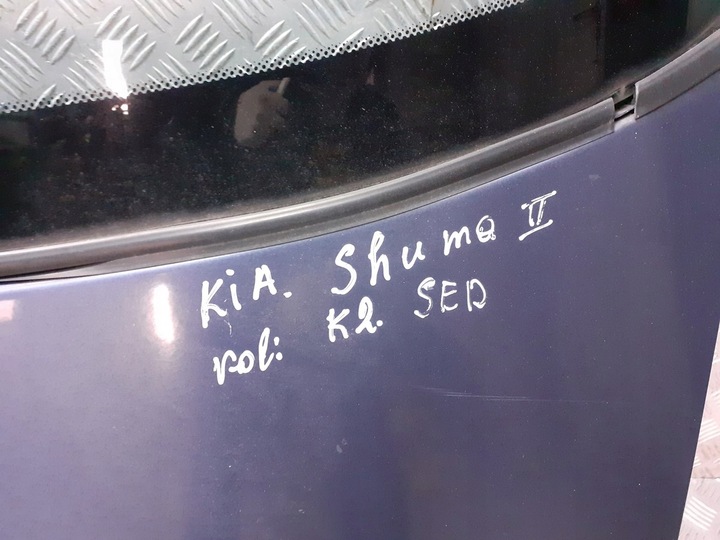 KiA. Shuma II
kol: K2. SED